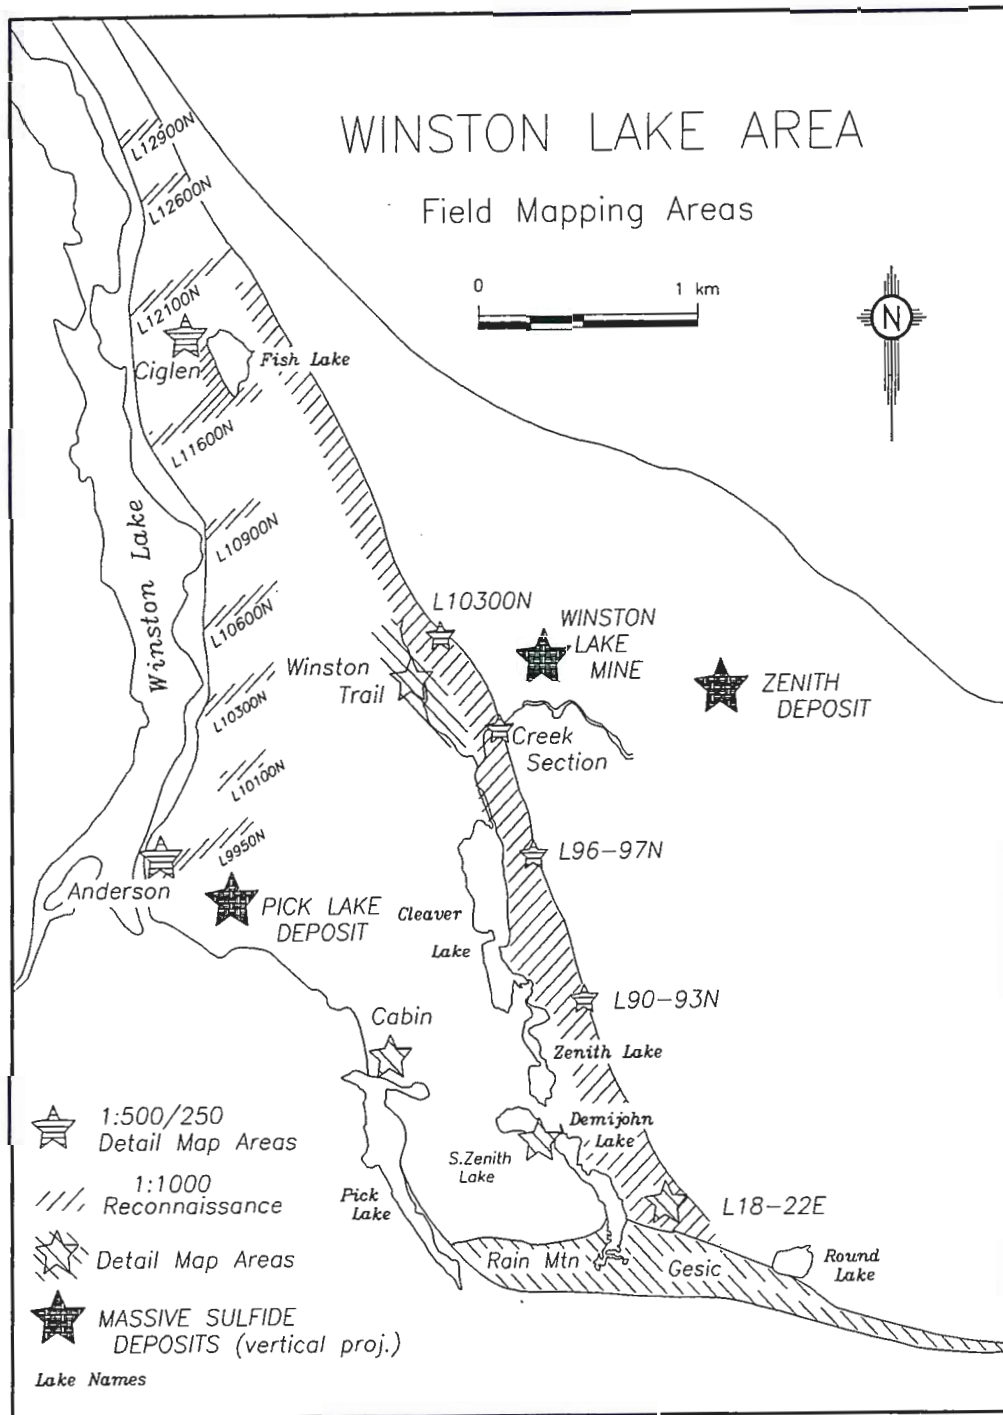 WINSTON LAKE AREA
Field Mapping Areas
0 1 km
N
L12900N
L12600N
L12100N
Ciglen
Fish Lake
L11600N
Winston Lake
L10900N
L10600N
L10300N
WINSTON
LAKE
MINE
Winston
Trail
ZENITH
DEPOSIT
L10300N
Creek
Section
L10100N
L9950N
L96-97N
Anderson
PICK LAKE
DEPOSIT
Cleaver
Lake
L90-93N
Cabin
Zenith Lake
Demijohn
Lake
S.Zenith
Lake
Pick
Lake
L18-22E
Rain Mtn
Gesic
Round
Lake
1:500/250
Detail Map Areas
1:1000
Reconnaissance
Detail Map Areas
MASSIVE SULFIDE
DEPOSITS (vertical proj.)
Lake Names